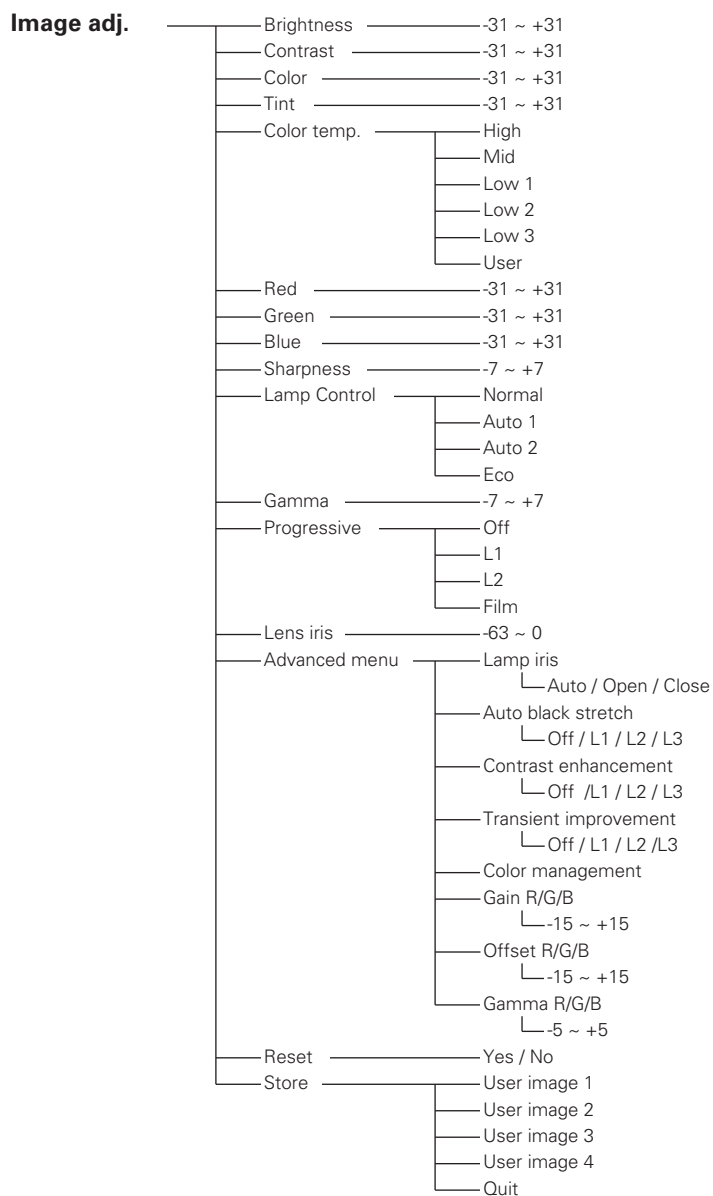 Image adj. Brightness -31 ~ +31
Contrast -31 ~ +31
Color -31 ~ +31
Tint -31 ~ +31
Color temp. High
Mid
Low 1
Low 2
Low 3
User
Red -31 ~ +31
Green -31 ~ +31
Blue -31 ~ +31
Sharpness -7 ~ +7
Lamp Control Normal
Auto 1
Auto 2
Eco
Gamma -7 ~ +7
Progressive Off
L1
L2
Film
Lens iris -63 ~ 0
Advanced menu Lamp iris
Auto / Open / Close
Auto black stretch
Off / L1 / L2 / L3
Contrast enhancement
Off /L1 / L2 / L3
Transient improvement
Off / L1 / L2 /L3
Color management
Gain R/G/B
-15 ~ +15
Offset R/G/B
-15 ~ +15
Gamma R/G/B
-5 ~ +5
Reset Yes / No
Store User image 1
User image 2
User image 3
User image 4
Quit